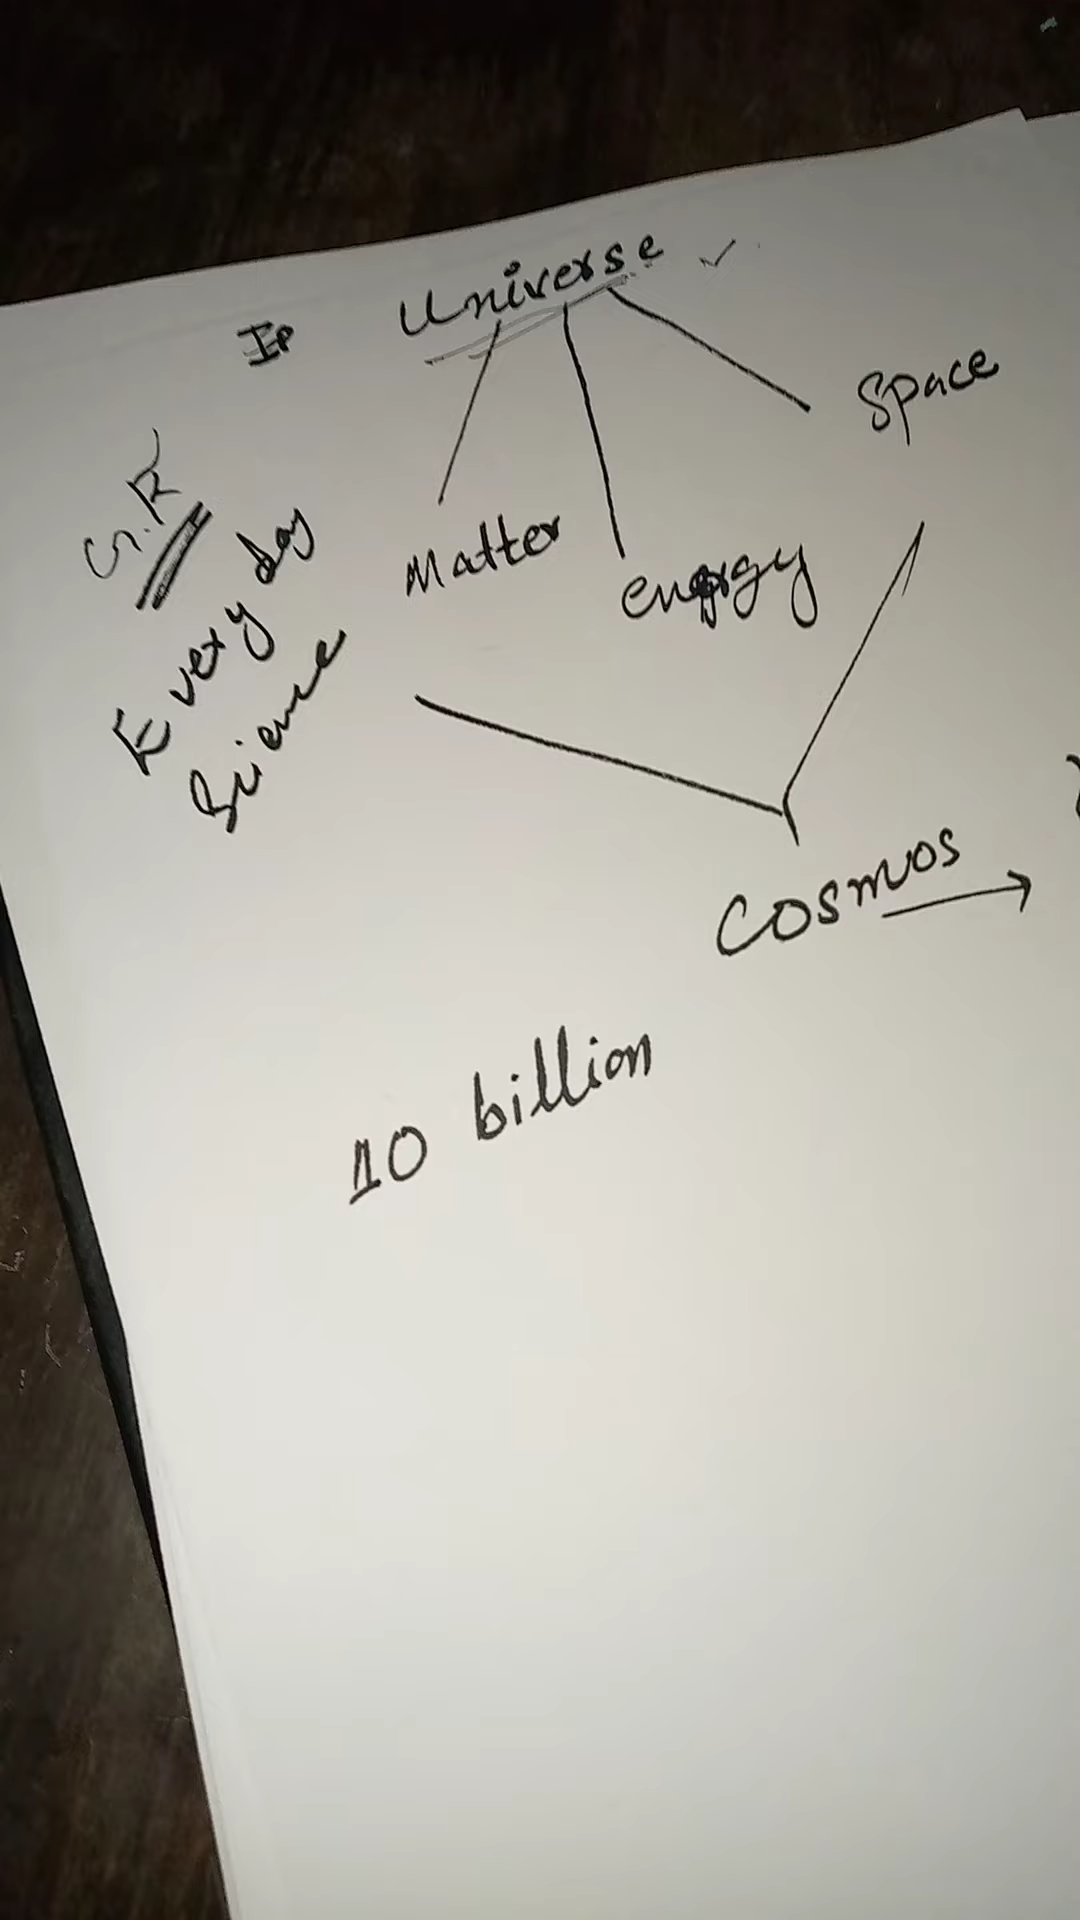 Universe
Space
Matter
energy
G.K
Every day
Science
Cosmos
10 billion